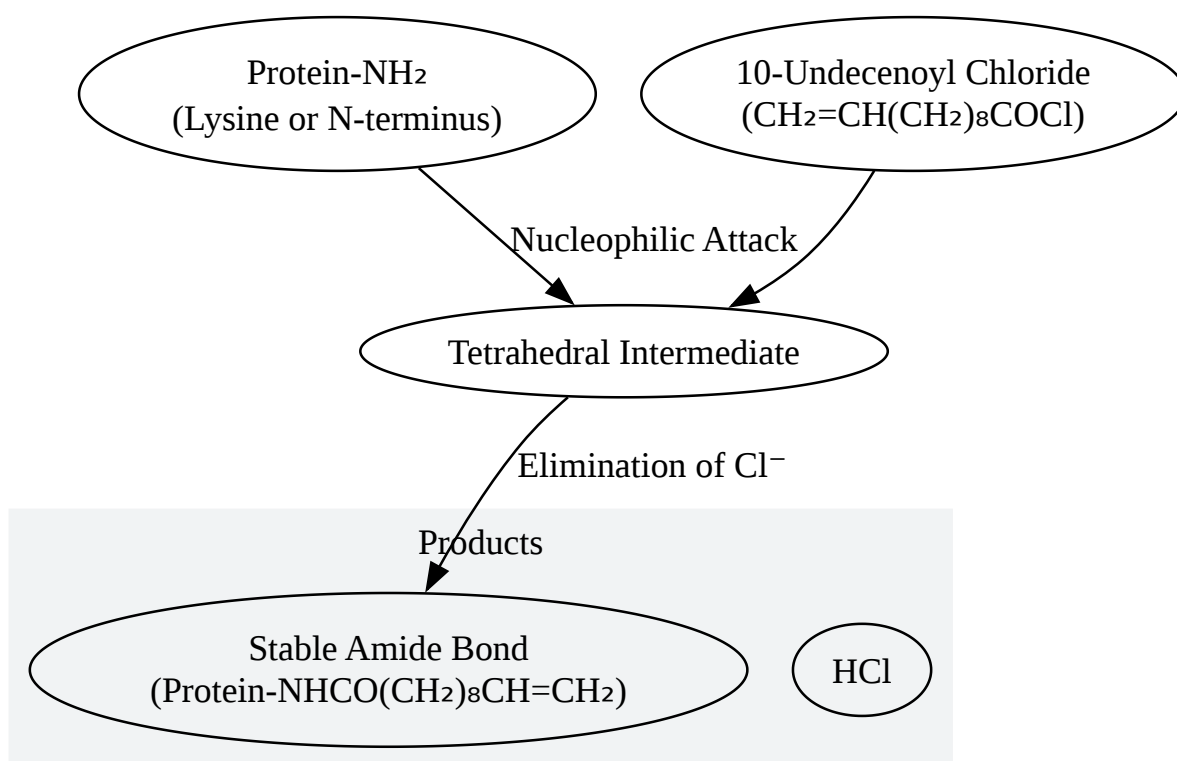 Protein-NH₂
(Lysine or N-terminus)
10-Undecenoyl Chloride
(CH₂=CH(CH₂)₈COCl)
Nucleophilic Attack
Tetrahedral Intermediate
Elimination of Cl⁻
Products
Stable Amide Bond
(Protein-NHCO(CH₂)₈CH=CH₂)
HCl